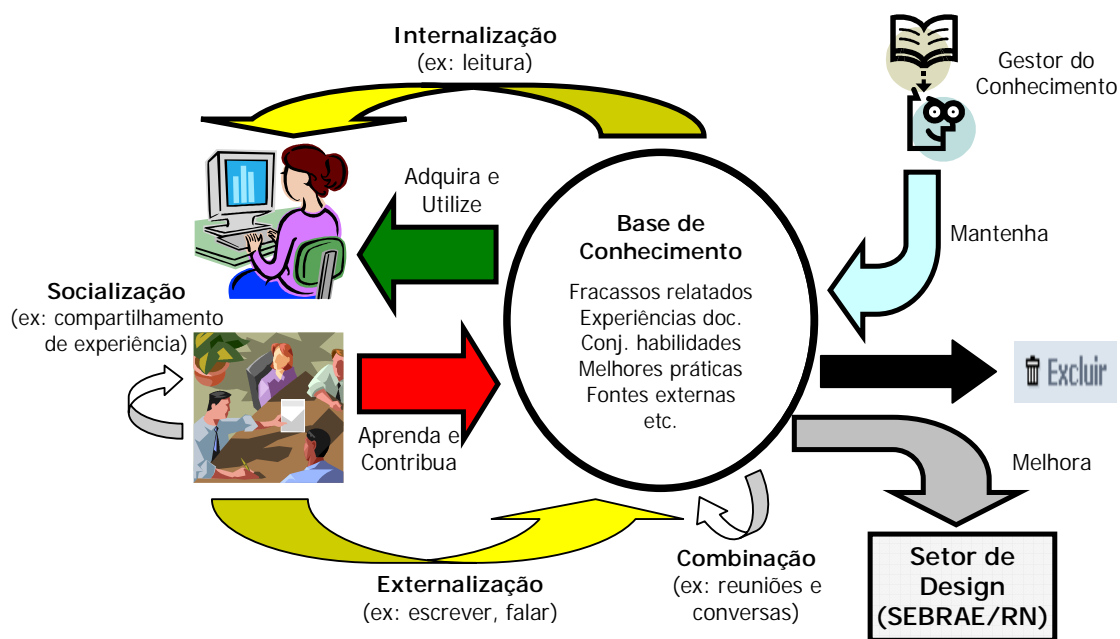 Internalização
(ex: leitura)
Gestor do
Conhecimento
Adquira e
Utilize
Base de
Conhecimento
Fracassos relatados
Experiências doc.
Conj. habilidades
Melhores práticas
Fontes externas
etc.
Mantenha
Socialização
(ex: compartilhamento
de experiência)
Excluir
Aprenda e
Contribua
Melhora
Combinação
(ex: reuniões e
conversas)
Externalização
(ex: escrever, falar)
Setor de
Design
(SEBRAE/RN)